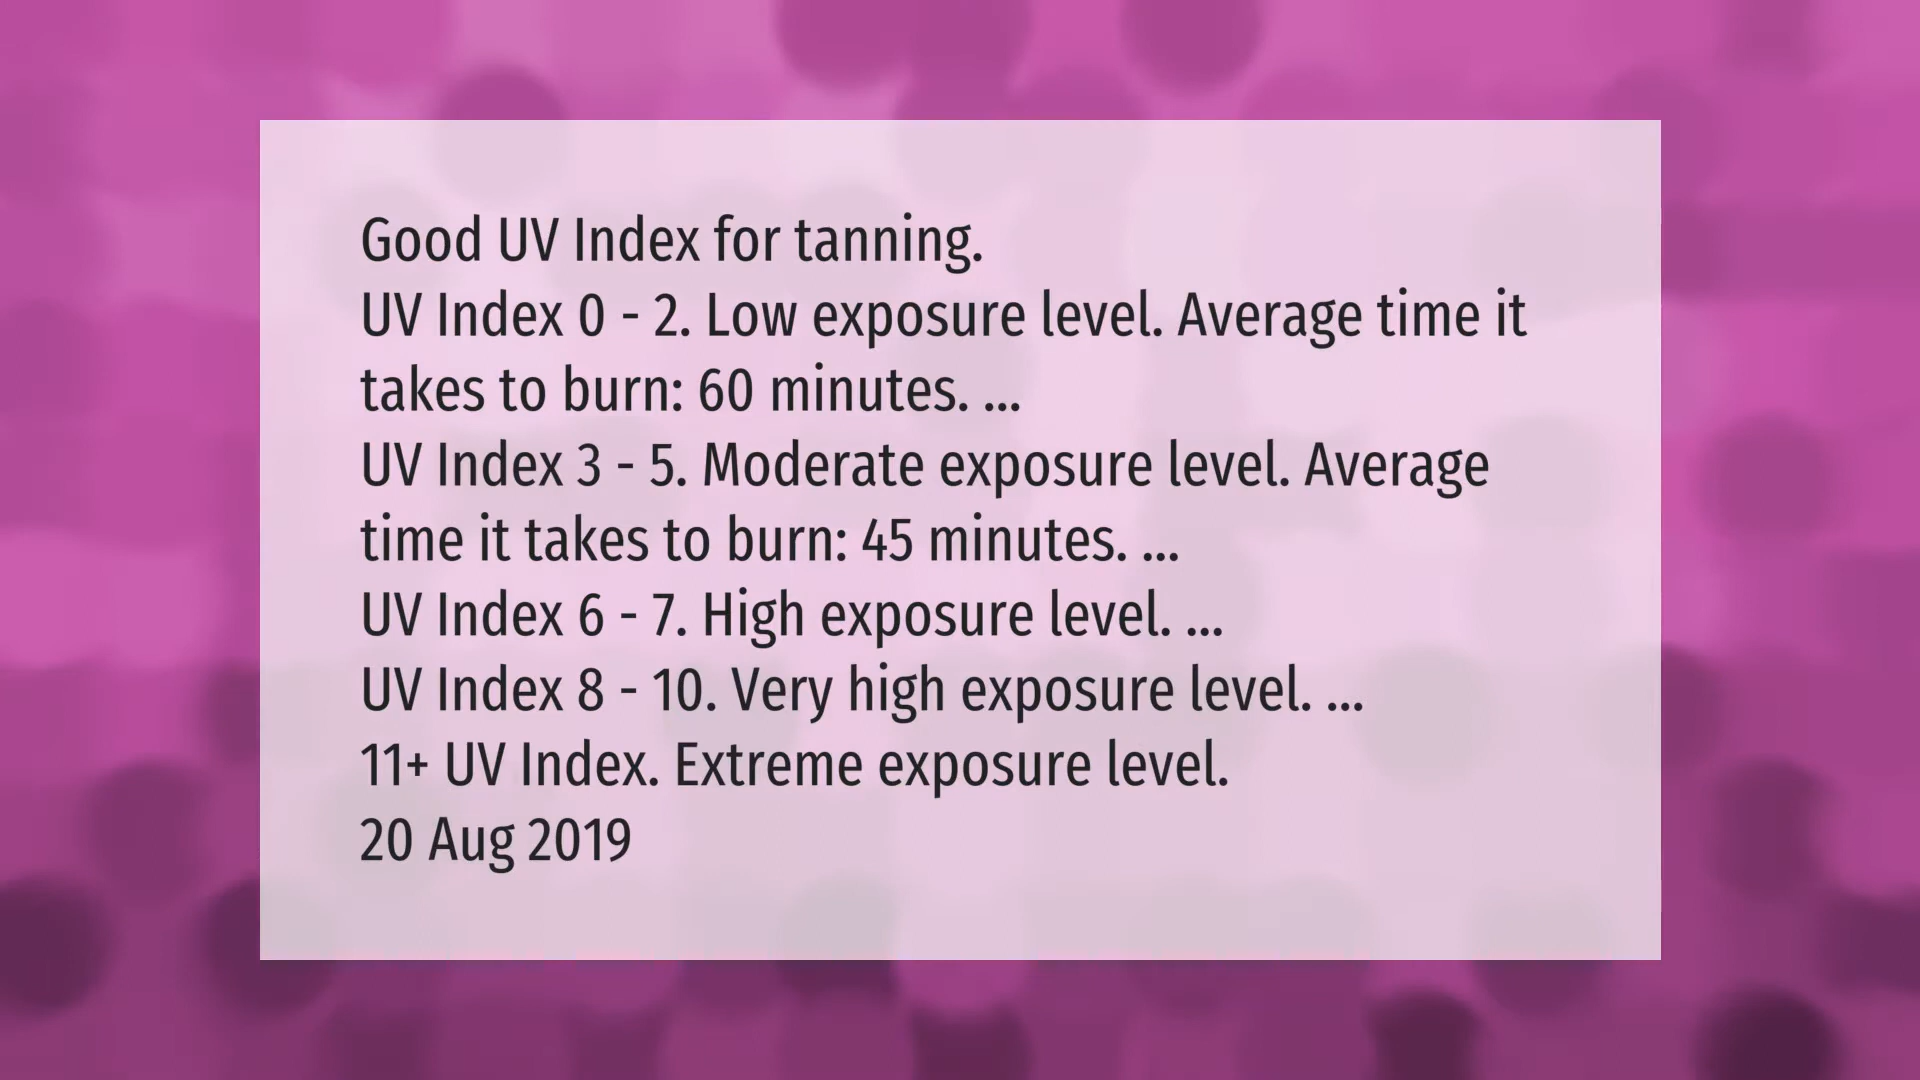 Good UV Index for tanning.
UV Index 0 - 2. Low exposure level. Average time it
takes to burn: 60 minutes. ...
UV Index 3 - 5. Moderate exposure level. Average
time it takes to burn: 45 minutes. ...
UV Index 6 - 7. High exposure level. ...
UV Index 8 - 10. Very high exposure level. ...
11+ UV Index. Extreme exposure level.
20 Aug 2019